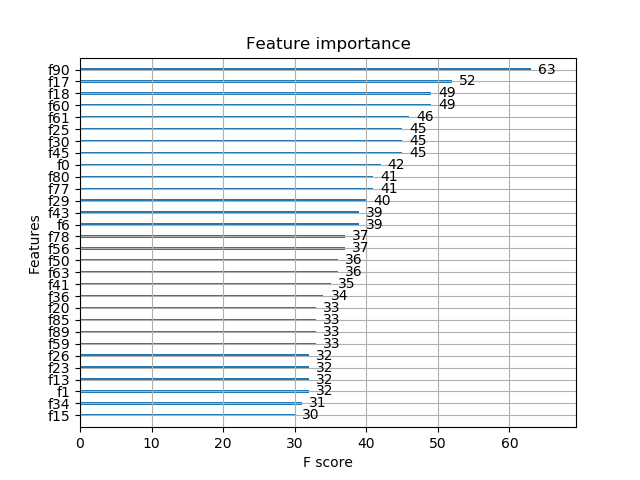 Feature importance
Features
f90 63
f17 52
f18 49
f60 49
f61 46
f25 45
f30 45
f45 45
f0 42
f80 41
f77 41
f29 40
f43 39
f6 39
f78 37
f56 37
f50 36
f63 36
f41 35
f36 34
f20 33
f85 33
f89 33
f59 33
f26 32
f23 32
f13 32
f1 32
f34 31
f15 30
0 10 20 30 40 50 60
F score